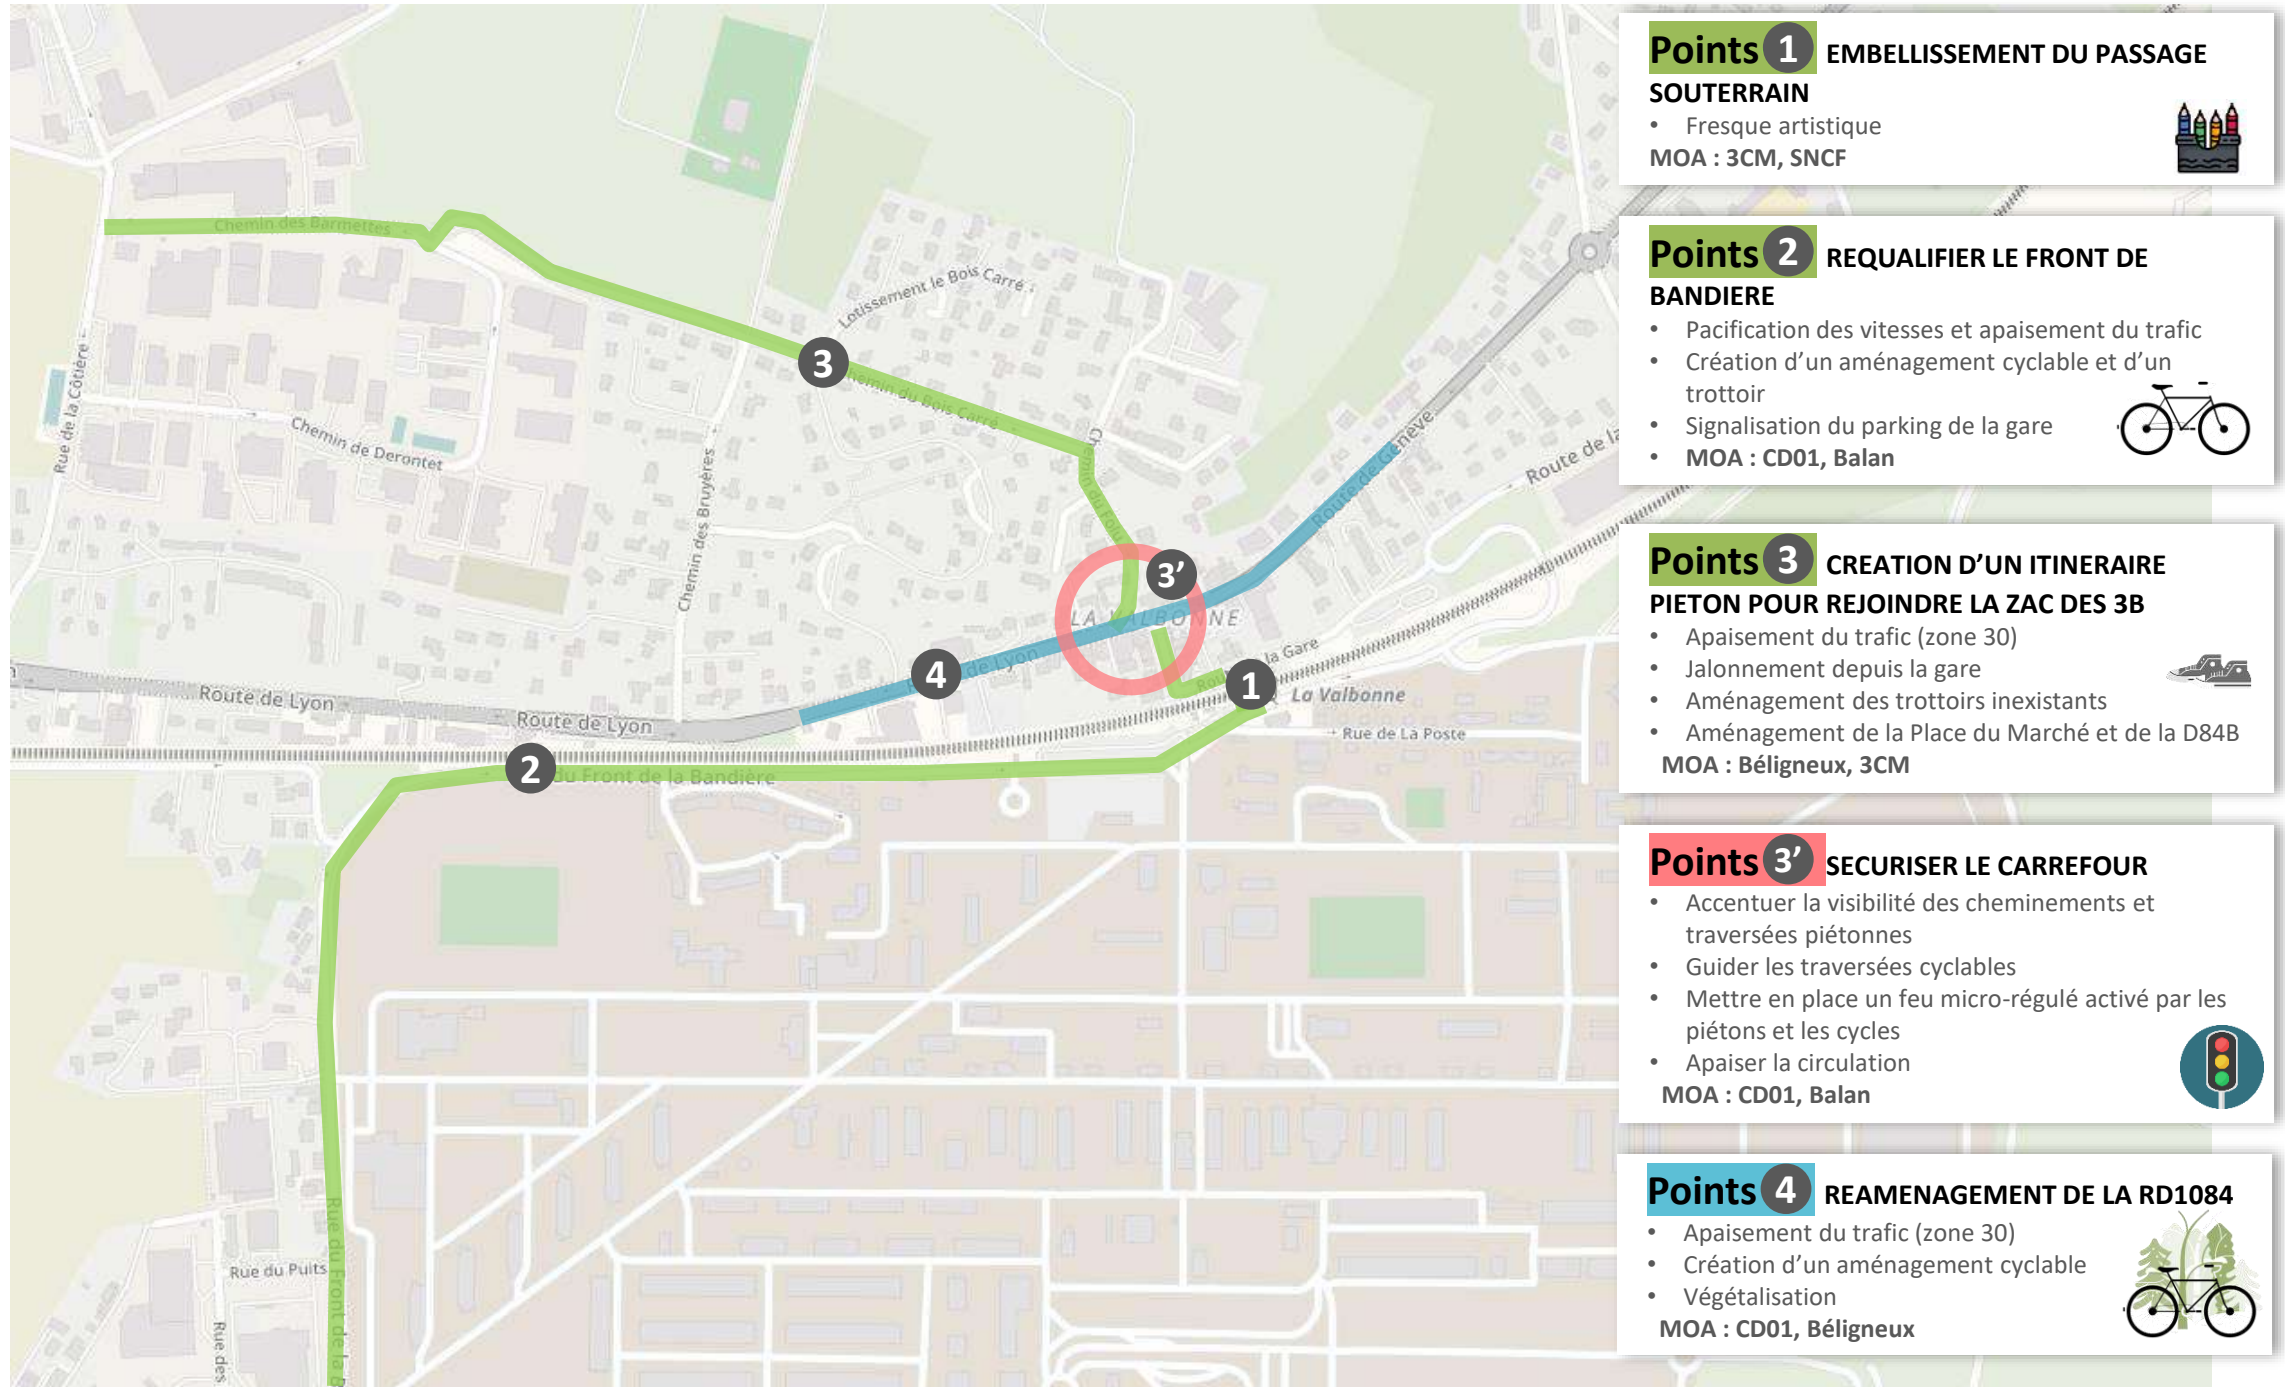 Chemin des Barmettes
Lotissement le Bois Carré
Rue de la Côtière
Chemin de Derontet
3
Chemin du Bois Carré
Chemin des Bruyères
Chemin du Folu
Route de Genève
Route de la
3’
LA VALBONNE
4
de Lyon
la Gare
1
La Valbonne
Rue de La Poste
Route de Lyon
Route de Lyon
2
du Front de la Bandière
Rue du Puits
Rue du Front de la B
Rue des
Points 1 EMBELLISSEMENT DU PASSAGE
SOUTERRAIN
• Fresque artistique
MOA : 3CM, SNCF
Points 2 REQUALIFIER LE FRONT DE
BANDIERE
• Pacification des vitesses et apaisement du trafic
• Création d’un aménagement cyclable et d’un
trottoir
• Signalisation du parking de la gare
• MOA : CD01, Balan
Points 3 CREATION D’UN ITINERAIRE
PIETON POUR REJOINDRE LA ZAC DES 3B
• Apaisement du trafic (zone 30)
• Jalonnement depuis la gare
• Aménagement des trottoirs inexistants
• Aménagement de la Place du Marché et de la D84B
MOA : Béligneux, 3CM
Points 3’ SECURISER LE CARREFOUR
• Accentuer la visibilité des cheminements et
traversées piétonnes
• Guider les traversées cyclables
• Mettre en place un feu micro-régulé activé par les
piétons et les cycles
• Apaiser la circulation
MOA : CD01, Balan
Points 4 REAMENAGEMENT DE LA RD1084
• Apaisement du trafic (zone 30)
• Création d’un aménagement cyclable
• Végétalisation
MOA : CD01, Béligneux